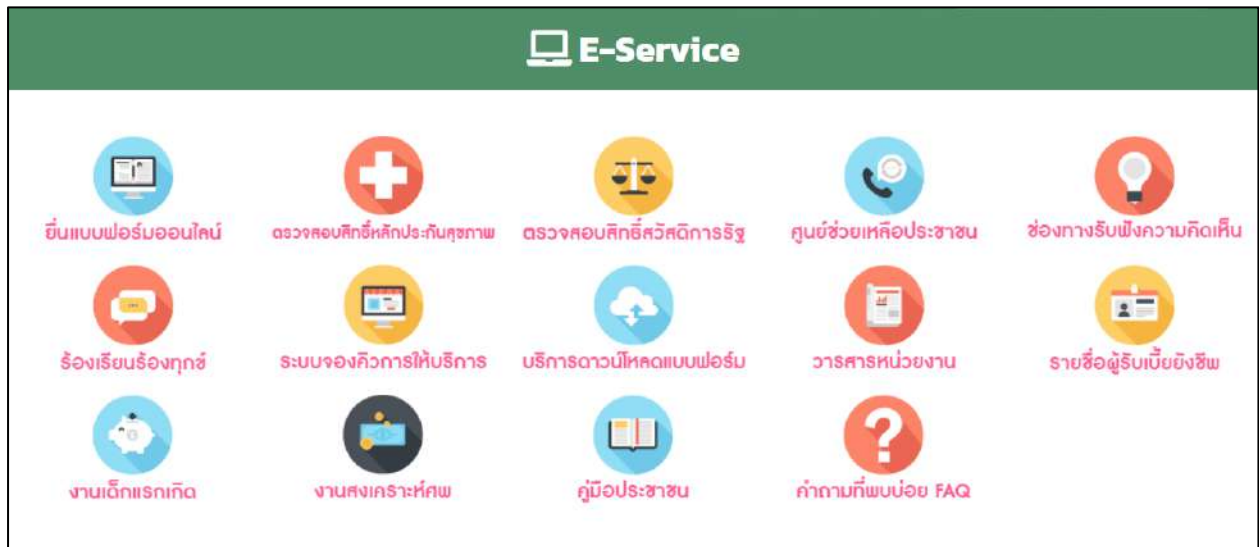 E-Service
ยื่นแบบฟอร์มออนไลน์
ตรวจสอบสิทธิ์หลักประกันสุขภาพ
ตรวจสอบสิทธิ์สวัสดิการรัฐ
ศูนย์ช่วยเหลือประชาชน
ช่องทางรับฟังความคิดเห็น
ร้องเรียนร้องทุกข์
ระบบจองคิวการให้บริการ
บริการดาวน์โหลดแบบฟอร์ม
วารสารหน่วยงาน
รายชื่อผู้รับเบี้ยยังชีพ
งานเด็กแรกเกิด
งานสงเคราะห์ศพ
คู่มือประชาชน
คำถามที่พบบ่อย FAQ